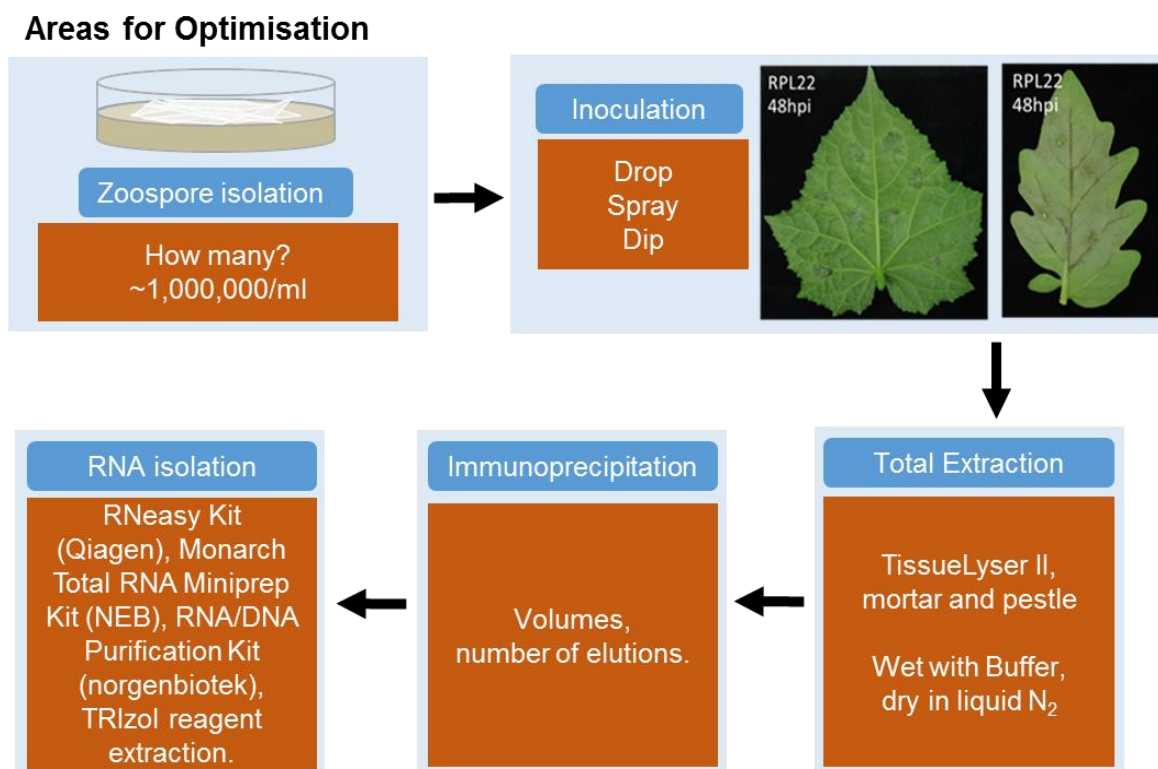 Areas for Optimisation
Zoospore isolation
How many?
~1,000,000/ml
Inoculation
Drop
Spray
Dip
RPL22
48hpi
RPL22
48hpi
Total Extraction
TissueLyser II,
mortar and pestle
Wet with Buffer,
dry in liquid N₂
Immunoprecipitation
Volumes,
number of elutions.
RNA isolation
RNeasy Kit
(Qiagen), Monarch
Total RNA Miniprep
Kit (NEB), RNA/DNA
Purification Kit
(norgenbiotek),
TRIzol reagent
extraction.